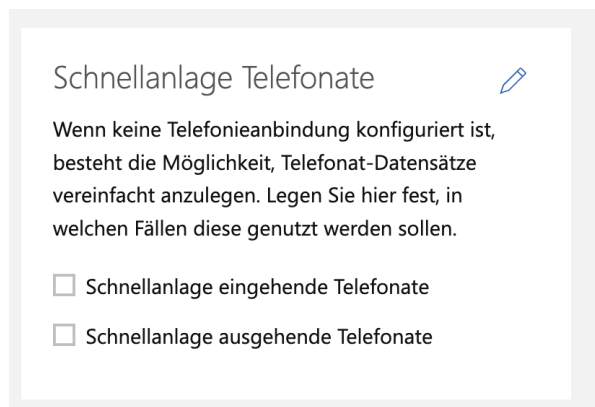 Schnellanlage Telefonate
Wenn keine Telefonieanbindung konfiguriert ist,
besteht die Möglichkeit, Telefonat-Datensätze
vereinfacht anzulegen. Legen Sie hier fest, in
welchen Fällen diese genutzt werden sollen.
Schnellanlage eingehende Telefonate
Schnellanlage ausgehende Telefonate